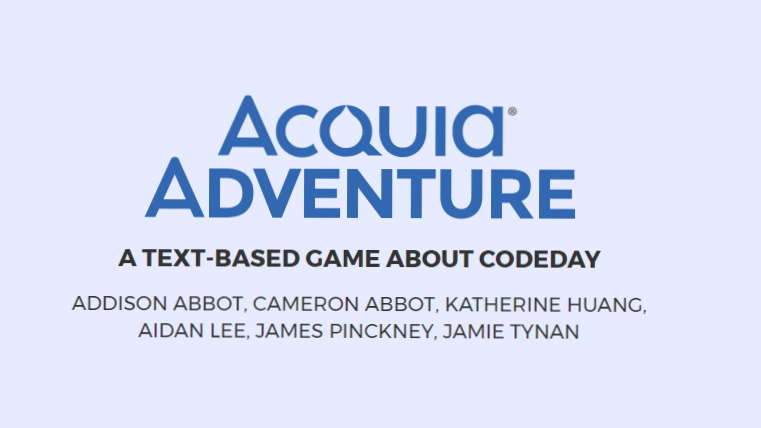 ACQUIA®
ADVENTURE
A TEXT-BASED GAME ABOUT CODEDAY
ADDISON ABBOT, CAMERON ABBOT, KATHERINE HUANG,
AIDAN LEE, JAMES PINCKNEY, JAMIE TYNAN